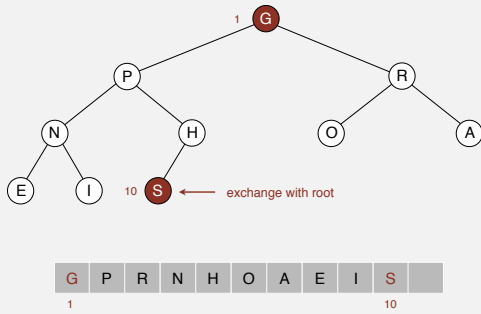 1 G
P R
N H O A
E I 10 S exchange with root
G P R N H O A E I S
1 10